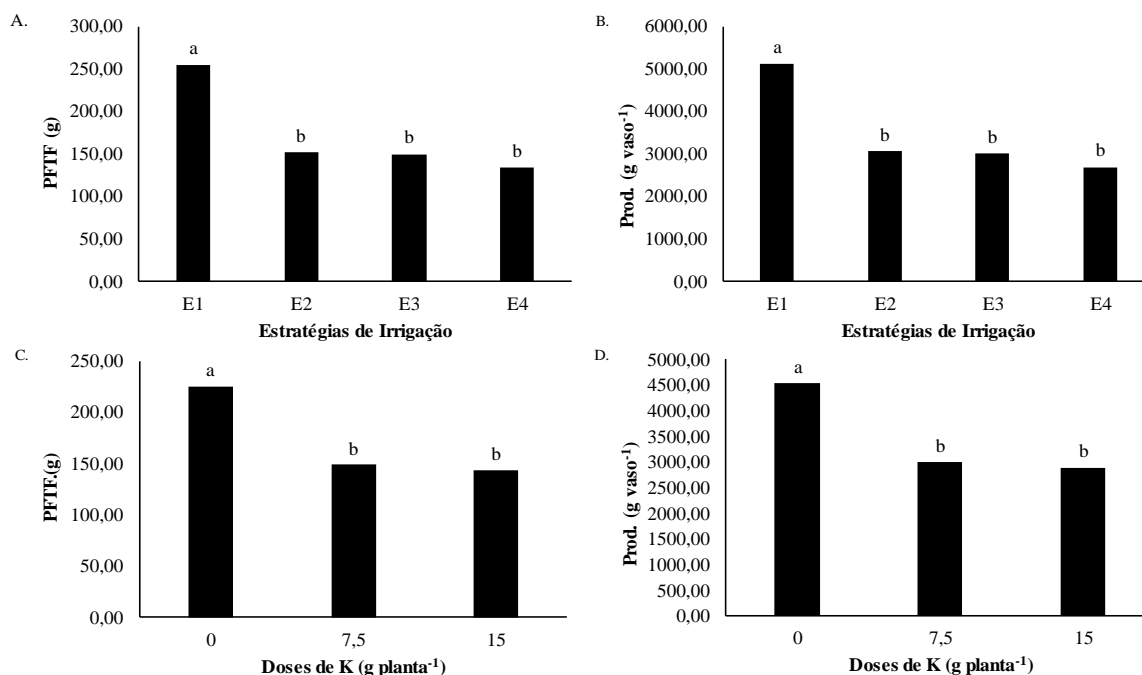 A.
300,00
250,00
200,00
150,00
100,00
50,00
0,00
PFTF (g)
a
b
b
b
E1 E2 E3 E4
Estratégias de Irrigação
B.
6000,00
5000,00
4000,00
3000,00
2000,00
1000,00
0,00
Prod. (g vaso-1)
a
b
b
b
E1 E2 E3 E4
Estratégias de Irrigação
C.
250,00
200,00
150,00
100,00
50,00
0,00
PFTF.(g)
a
b
b
0 7,5 15
Doses de K (g planta-1)
D.
5000,00
4500,00
4000,00
3500,00
3000,00
2500,00
2000,00
1500,00
1000,00
500,00
0,00
Prod. (g vaso-1)
a
b
b
0 7,5 15
Doses de K (g planta-1)